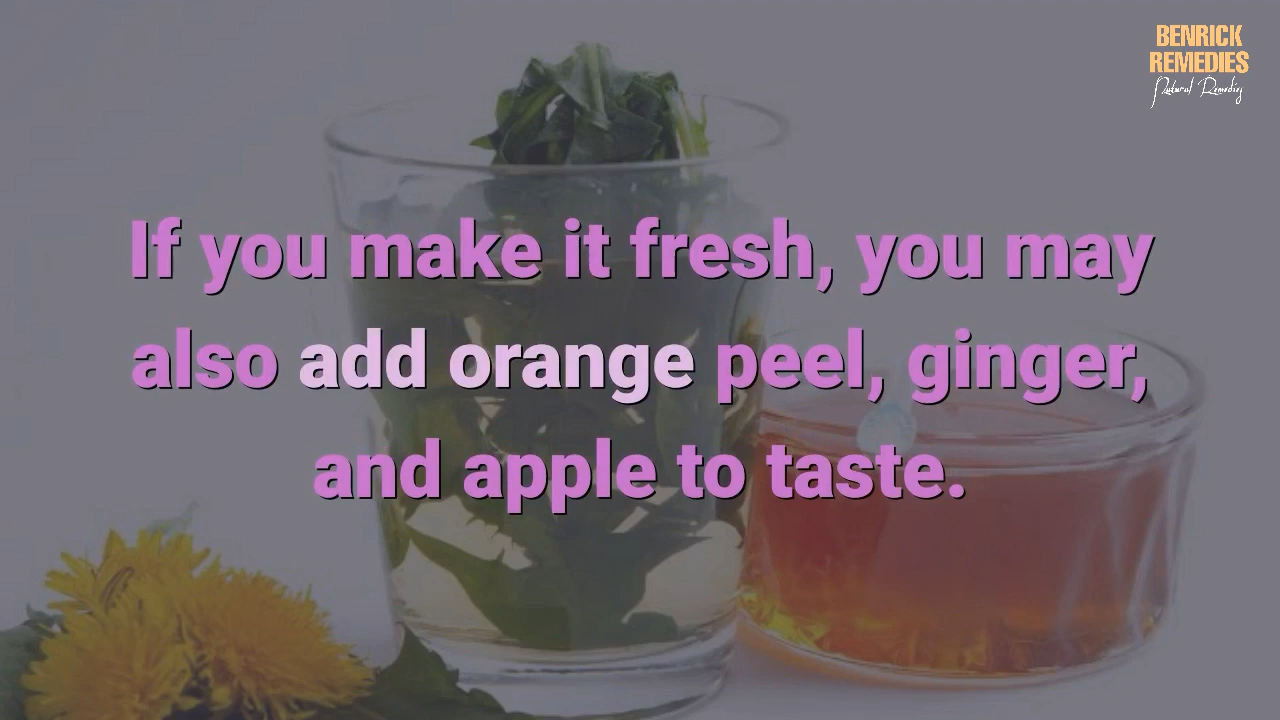 BENRICK
REMEDIES
Natural Remedies
If you make it fresh, you may
also add orange peel, ginger,
and apple to taste.